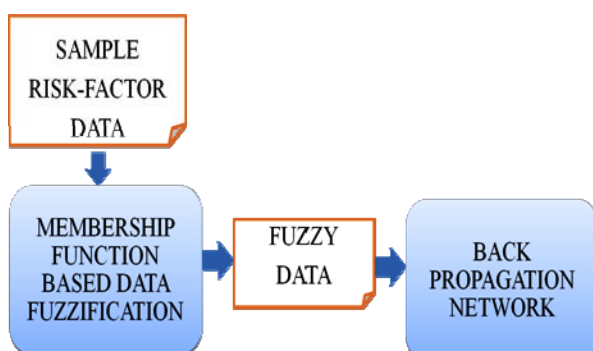 SAMPLE
RISK-FACTOR
DATA
MEMBERSHIP
FUNCTION
BASED DATA
FUZZIFICATION
FUZZY
DATA
BACK
PROPAGATION
NETWORK